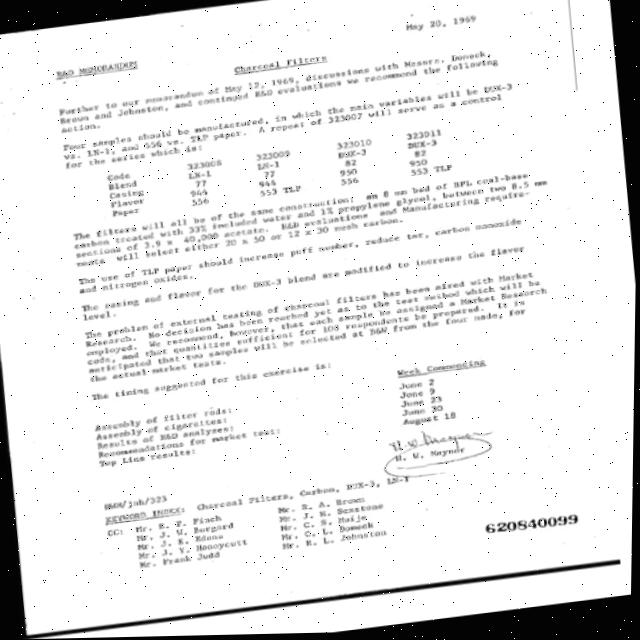 May 20, 1969
R&D MEMORANDUM
Charcoal Filters
Further to our memorandum of May 12, 1969, discussions with Messrs. Domeck,
Brown and Johnston, and continued R&D evaluations we recommend the following
action.
Four samples should be manufactured, in which the main variables will be DUX-3
vs. LN-1, and 556 vs. TLP paper. A repeat of 323007 will serve as a control
for the series which is:
Code 323008 323009 323010 323011
Blend LN-1 LN-1 DUX-3 DUX-3
Casing 77 77 82 82
Flavor 944 944 950 950
Paper 556 553 TLP 556 553 TLP
The filters will all be of the same construction: an 8 mm bed of BPL coal-base
carbon treated with 33% included water and 1% propylene glycol, between two 8.5 mm
sections of 3.9 x 40,000 acetate. R&D evaluations and Manufacturing require-
ments will select either 20 x 50 or 12 x 30 mesh carbon.
The use of TLP paper should increase puff number, reduce tar, carbon monoxide
and nitrogen oxides.
The casing and flavor for the DUX-3 blend are modified to increase the flavor
level.
The problem of external testing of charcoal filters has been aired with Market
Research. No decision has been reached yet as to the test method which will be
employed. We recommend, however, that each sample be assigned a Market Research
code, and that quantities sufficient for 108 respondents be prepared. It is
anticipated that two samples will be selected at B&W from the four made, for
the actual market tests.
The timing suggested for this exercise is:
Week Commencing
Assembly of filter rods: June 2
Assembly of cigarettes: June 9
Results of R&D analyses: June 23
Recommendations for market test: June 30
Top Line results: August 18
H. W. Maynor
/jnb/323
KEYWORD INDEX: Charcoal Filters, Carbon, DUX-3, LN-1
CC: Mr. R. P. Finch Mr. R. A. Brown
Mr. J. W. Burgard Mr. J. H.
Mr. J. E. Edens Mr. C. S. Muije
Mr. J. V. Honeycutt Mr. O. L. Domeck
Mr. Frank Judd Mr. R. L. Johnston
620840099